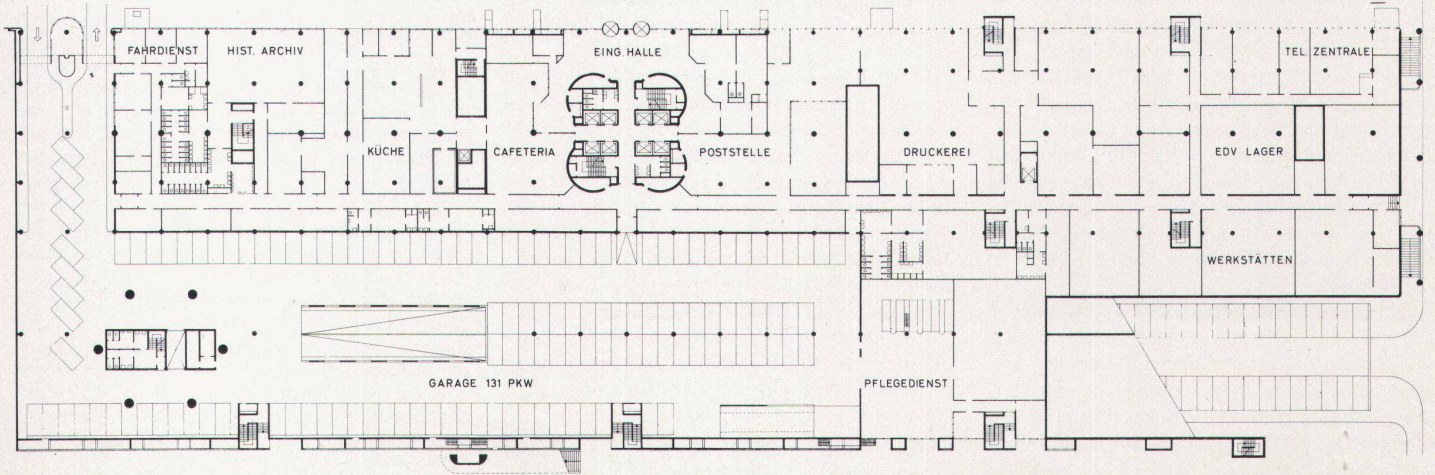 FAHRDIENST
HIST. ARCHIV
EING. HALLE
TEL. ZENTRALE
KÜCHE
CAFETERIA
POSTSTELLE
DRUCKEREI
EDV LAGER
WERKSTÄTTEN
GARAGE 131 PKW
PFLEGEDIENST